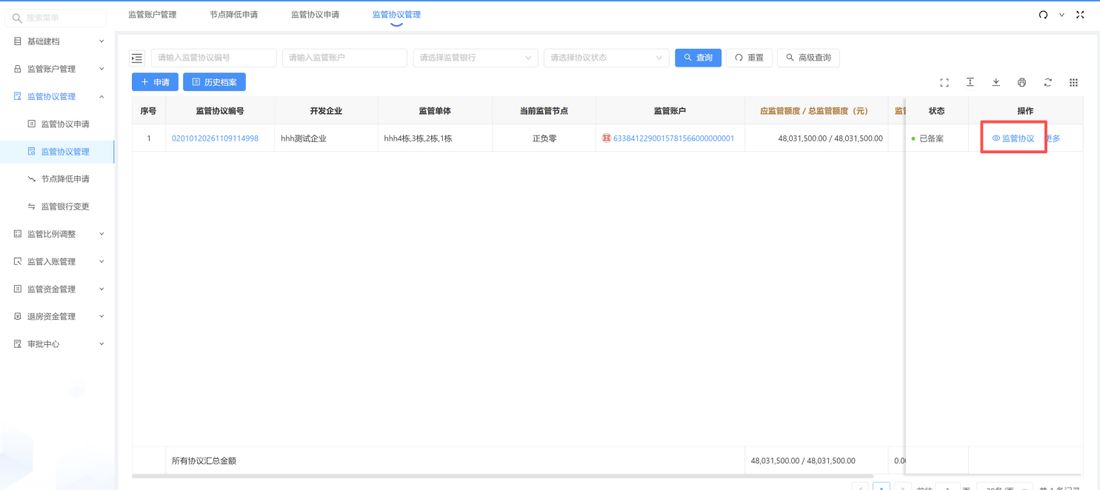 搜索菜单
监管账户管理 节点降低申请 监管协议申请 监管协议管理
基础建档
监管账户管理
监管协议管理
监管协议申请
监管协议管理
节点降低申请
监管银行变更
监管比例调整
监管入账管理
监管资金管理
退房资金管理
审批中心
请输入监管协议编号 请输入监管账户 请选择监管银行 请选择协议状态 查询 重置 高级查询
申请 历史档案
序号 监管协议编号 开发企业 监管单体 当前监管节点 监管账户 应监管额度 / 总监管额度（元） 状态 操作
1 02010120261109114998 hhh测试企业 hhh4栋,3栋,2栋,1栋 正负零 6338412290015781566000000001 48,031,500.00 / 48,031,500.00 已备案 监管协议 更多
所有协议汇总金额 48,031,500.00 / 48,031,500.00